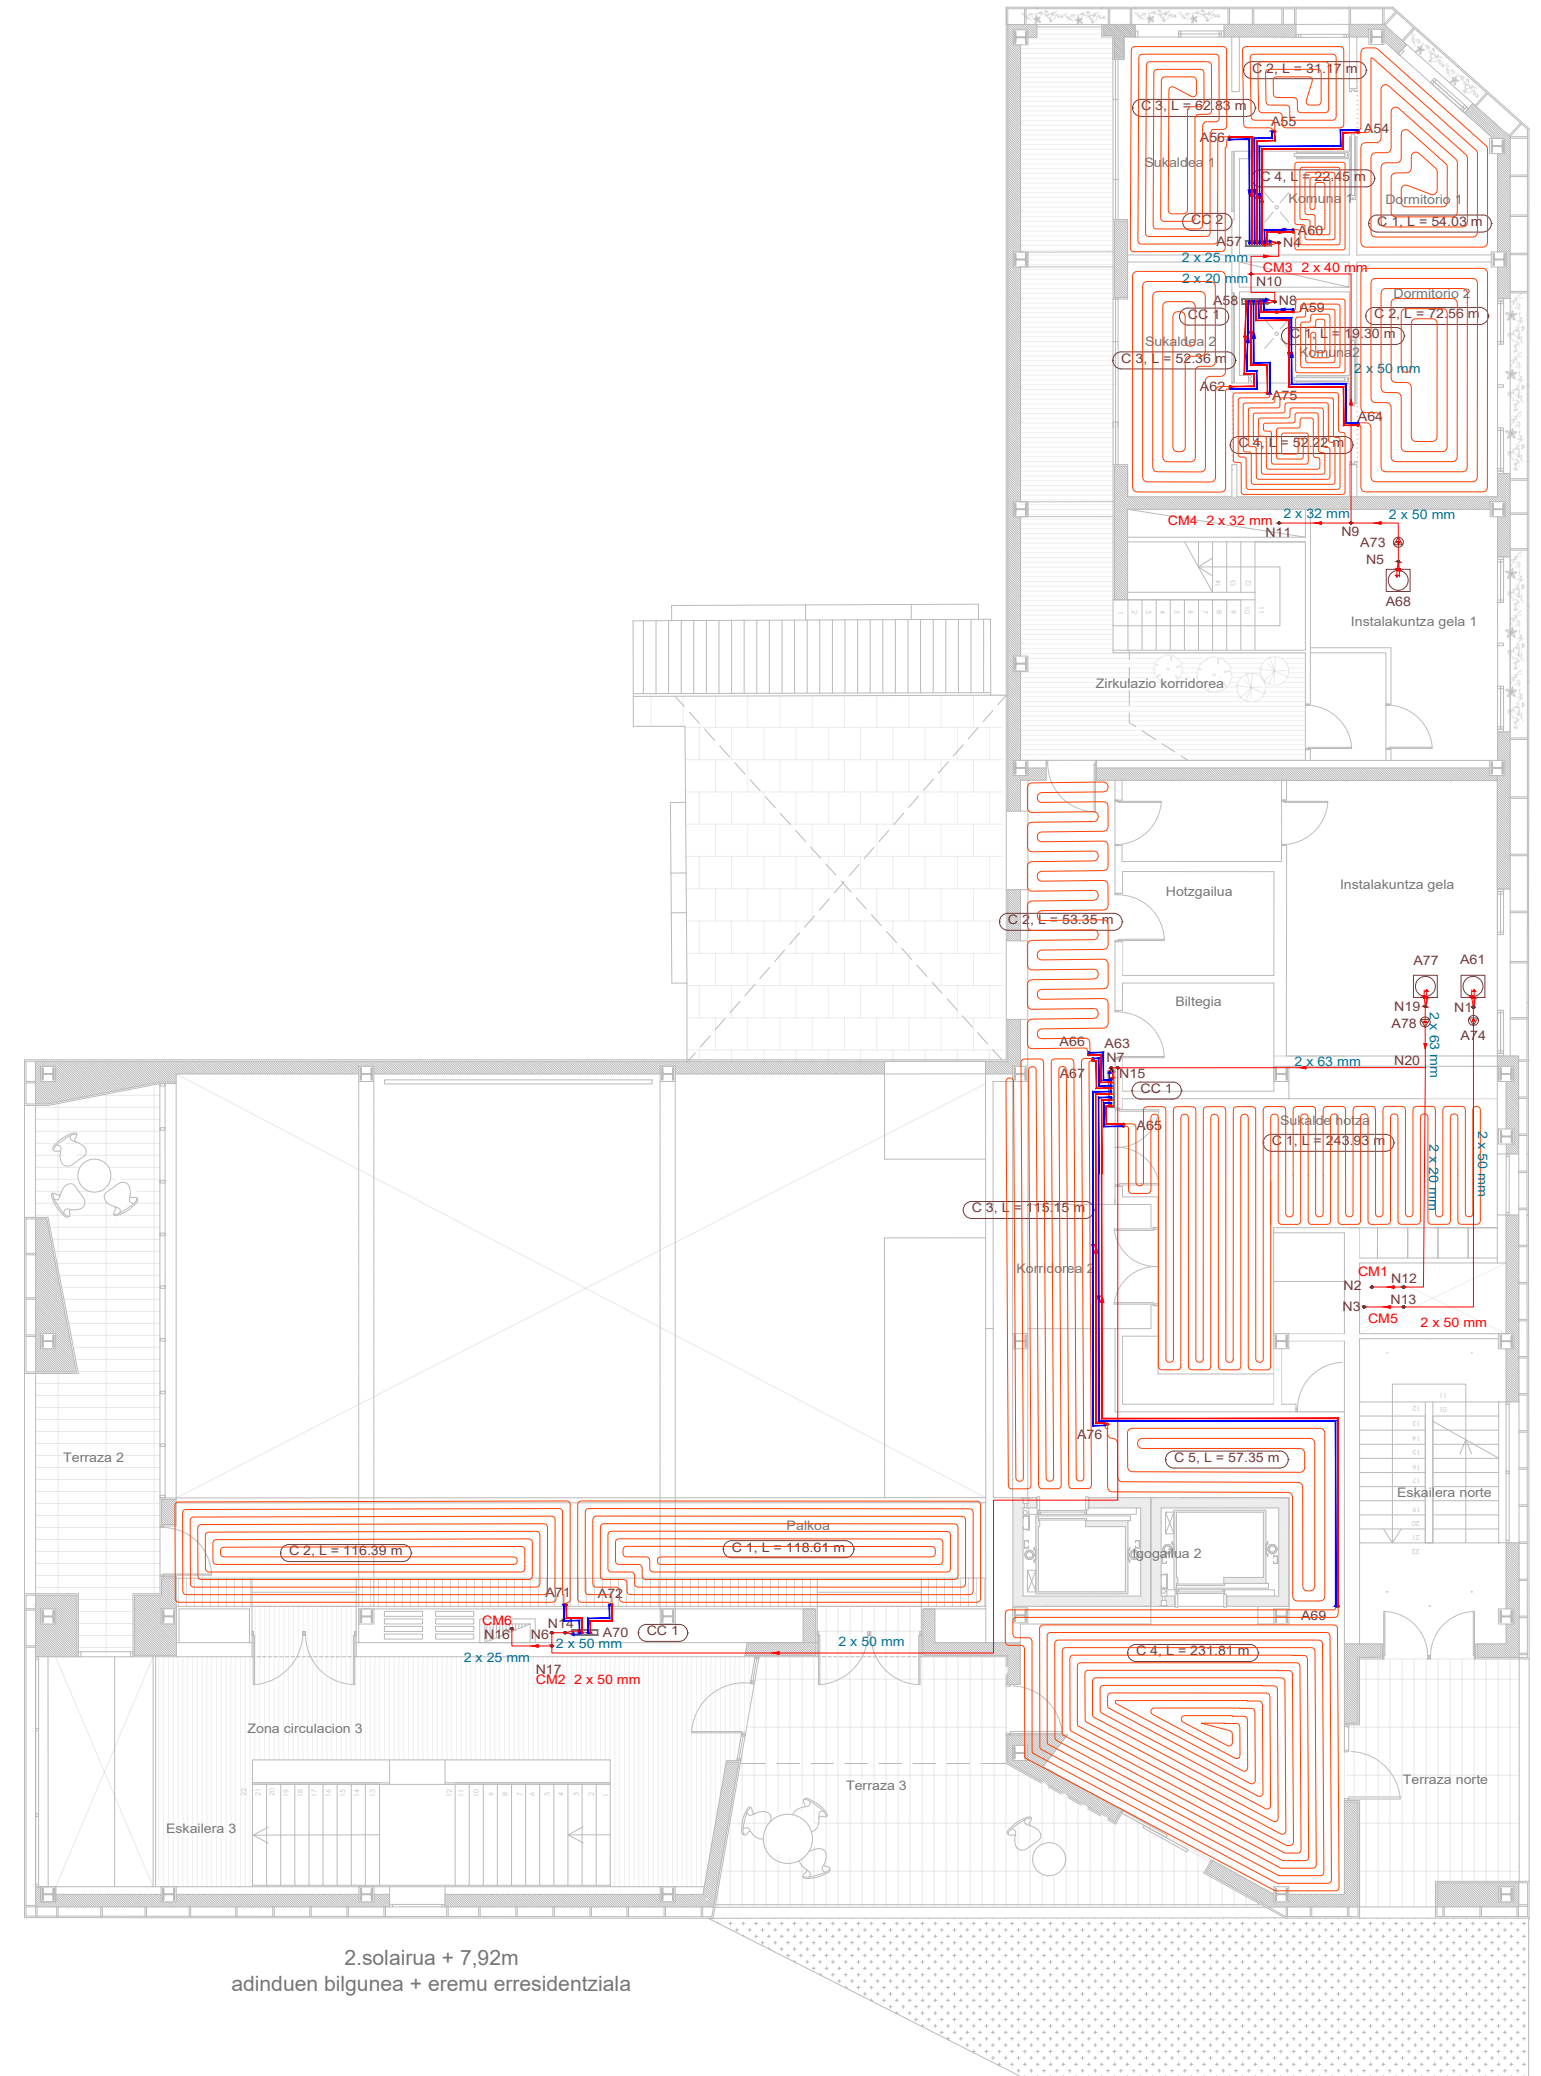 C 2, L = 31.17 m
C 3, L = 62.83 m
A55
A54
A56
Sukaldea 1
C 4, L = 22.45 m
Komuna 1
Dormitorio 1
CC 2
C 1, L = 54.03 m
A60
A57
N4
2 x 25 mm
CM3 2 x 40 mm
2 x 20 mm
N10
Dormitorio 2
A58
N8
A59
CC 1
C 2, L = 72.56 m
Sukaldea 2
C 1, L = 19.30 m
C 3, L = 52.36 m
Komuna2
2 x 50 mm
A62
A75
A64
C 4, L = 52.22 m
CM4 2 x 32 mm
2 x 32 mm
2 x 50 mm
N11
N9
A73
N5
A68
Instalakuntza gela 1
Zirkulazio korridorea
Hotzgailua
Instalakuntza gela
C 2, L = 53.35 m
A77
A61
Biltegia
N19
N1
A78
A74
2 x 63 mm
A66
A63
N7
A67
N15
2 x 63 mm
N20
CC 1
A65
Sukalde hotza
C 1, L = 243.93 m
2 x 20 mm
2 x 50 mm
C 3, L = 115.15 m
Korridorea 2
CM1
N2
N12
N3
N13
CM5
2 x 50 mm
A76
Terraza 2
C 5, L = 57.35 m
Eskailera norte
Palkoa
C 2, L = 116.39 m
C 1, L = 118.61 m
Igogailua 2
A71
A72
A69
CM6
N16
N14
N6
A70
CC 1
2 x 50 mm
2 x 50 mm
2 x 25 mm
N17
CM2 2 x 50 mm
C 4, L = 231.81 m
Zona circulacion 3
Terraza 3
Terraza norte
Eskailera 3
2.solairua + 7,92m
adinduen bilgunea + eremu erresidentziala